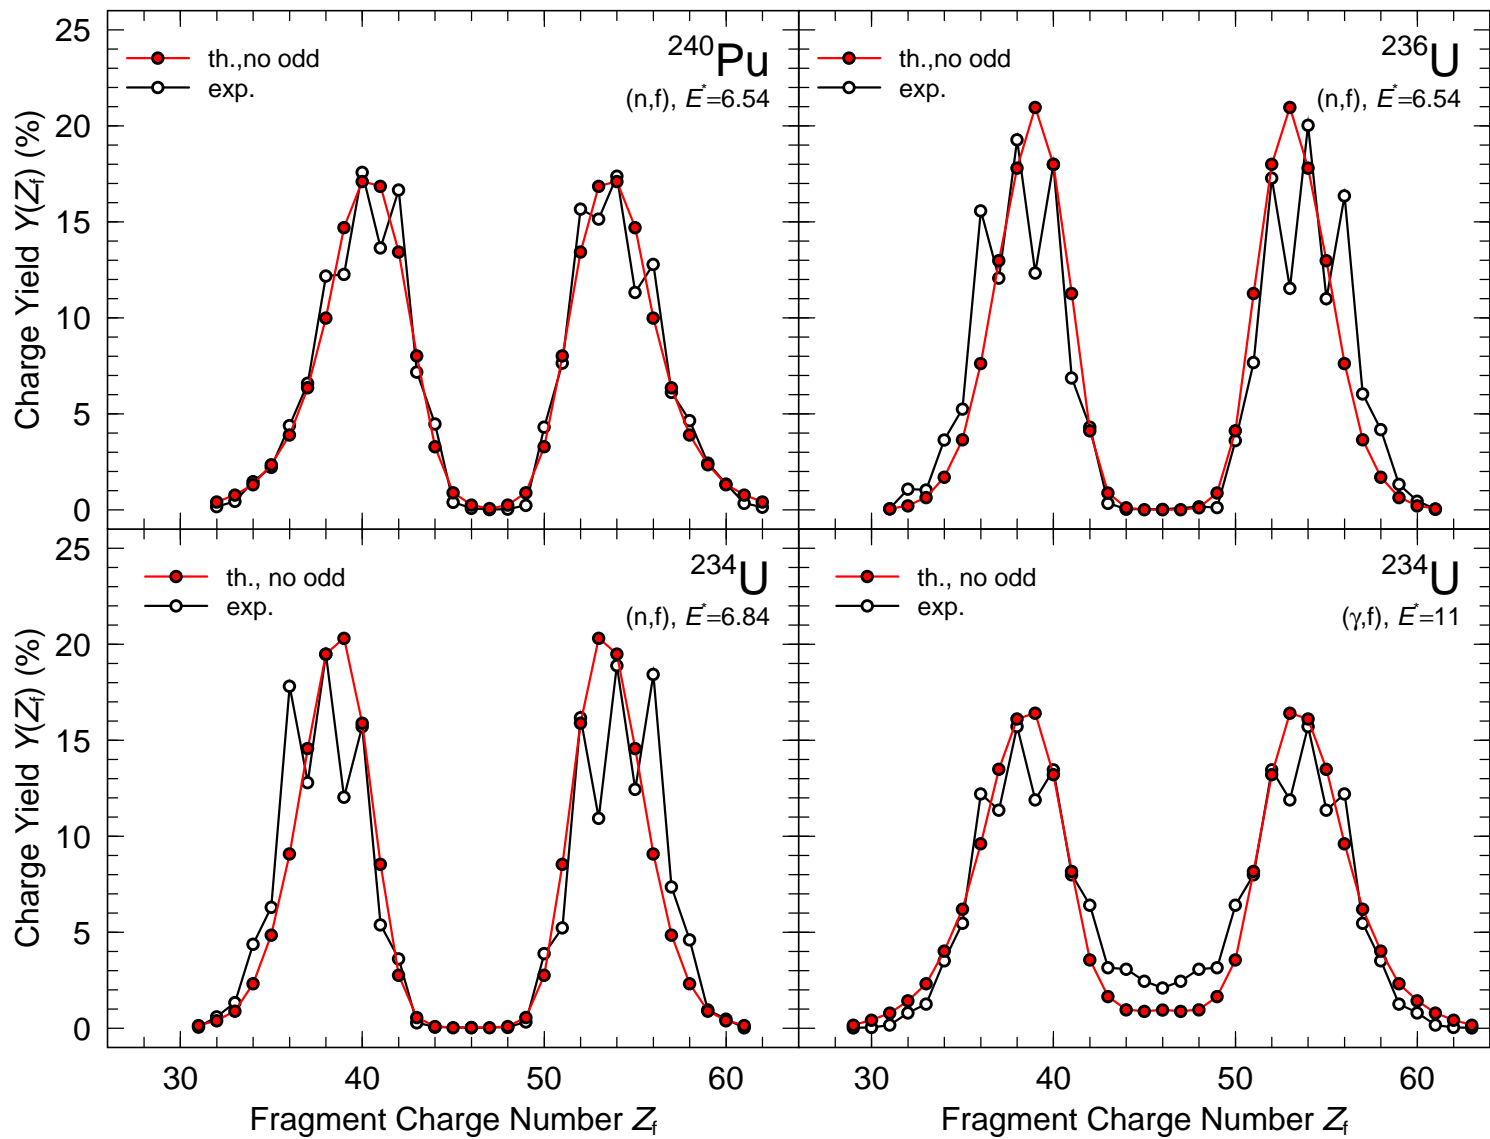 25
20
15
10
5
0
Charge Yield Y(Zf) (%)
th.,no odd
exp.
240Pu
(n,f), E*=6.54
th.,no odd
exp.
236U
(n,f), E*=6.54
25
20
15
10
5
0
Charge Yield Y(Zf) (%)
th., no odd
exp.
234U
(n,f), E*=6.84
th., no odd
exp.
234U
(γ,f), E*=11
30 40 50 60
30 40 50 60
Fragment Charge Number Zf
Fragment Charge Number Zf